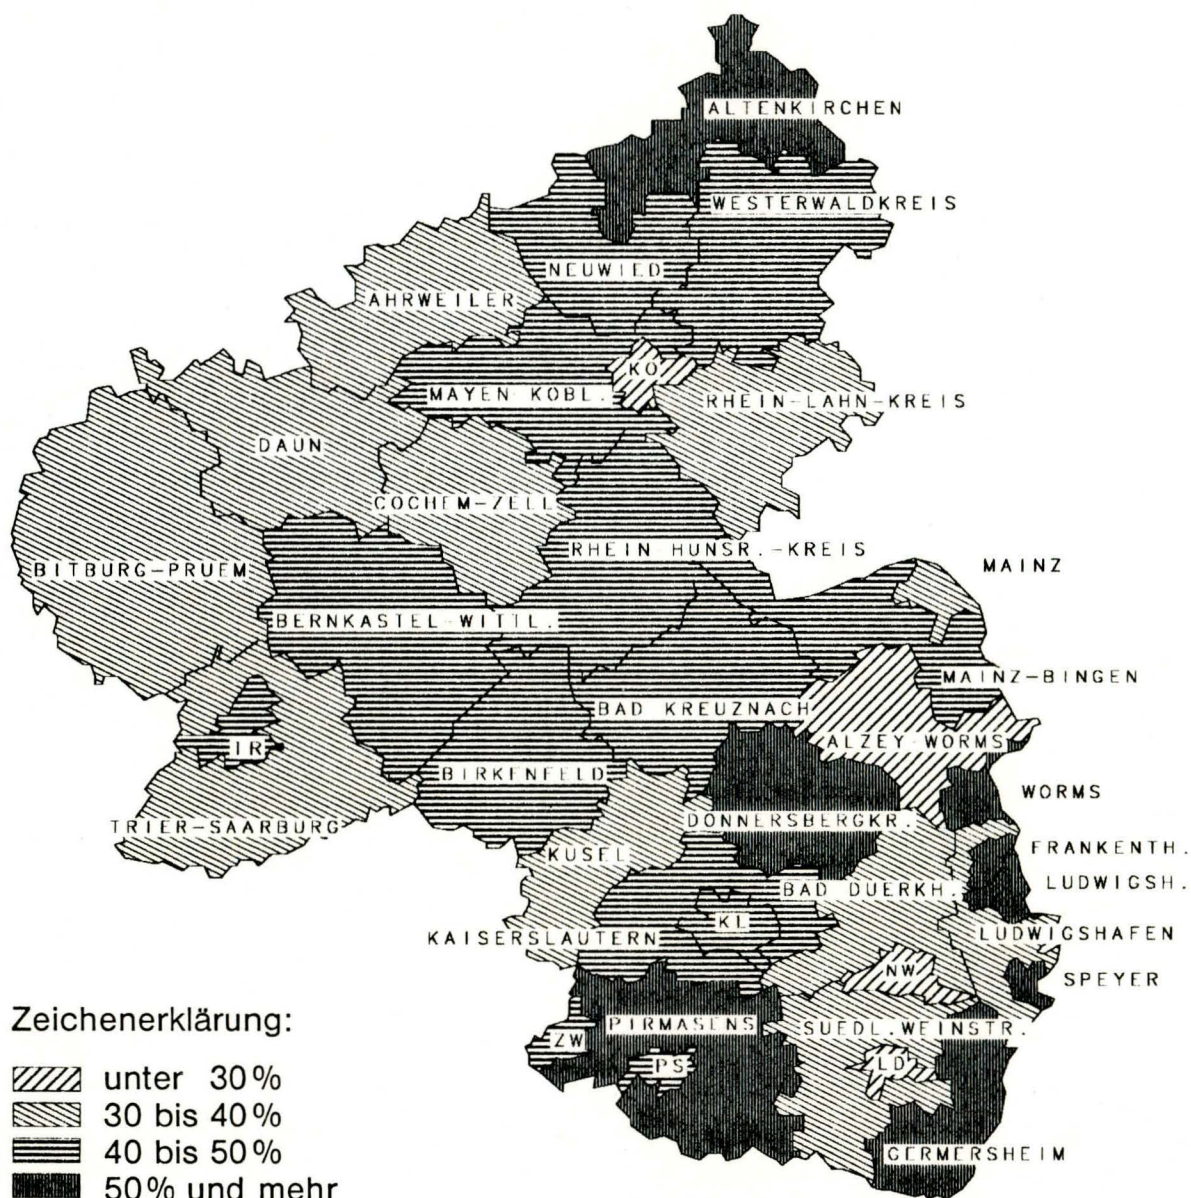 ALTENKIRCHEN
WESTERWALDKREIS
NEUWIED
AHRWEILER
KO
MAYEN KOBL.
RHEIN-LAHN-KREIS
DAUN
COCHEM-ZELL
RHEIN HUNSR.-KREIS
MAINZ
BITBURG-PRUEM
BERNKASTEL-WITTL.
MAINZ-BINGEN
BAD KREUZNACH
ALZEY-WORMS
TR
BIRKENFELD
WORMS
DONNERSBERGKR.
TRIER-SAARBURG
KUSEL
FRANKENTH.
BAD DUERKH.
LUDWIGSH.
KL
KAISERSLAUTERN
LUDWIGSHAFEN
NW
SPEYER
PIRMASENS
SUEDL.WEINSTR.
ZW
PS
LD
GERMERSHEIM
Zeichenerklärung:
unter 30%
30 bis 40%
40 bis 50%
50% und mehr